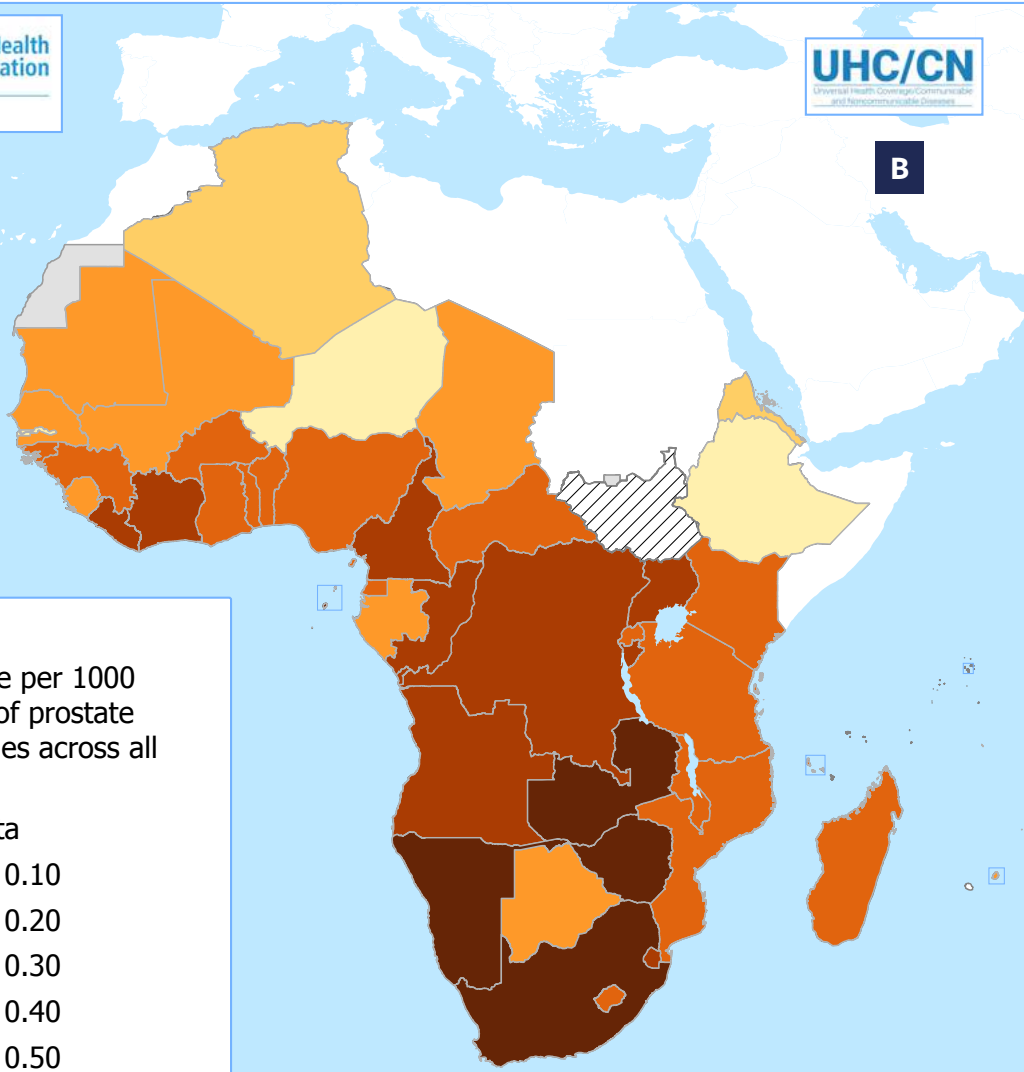 ealth
ation
UHC/CN
Universal Health Coverage/Communicable
and Noncommunicable Diseases
B
e per 1000
of prostate
es across all
ta
0.10
0.20
0.30
0.40
0.50